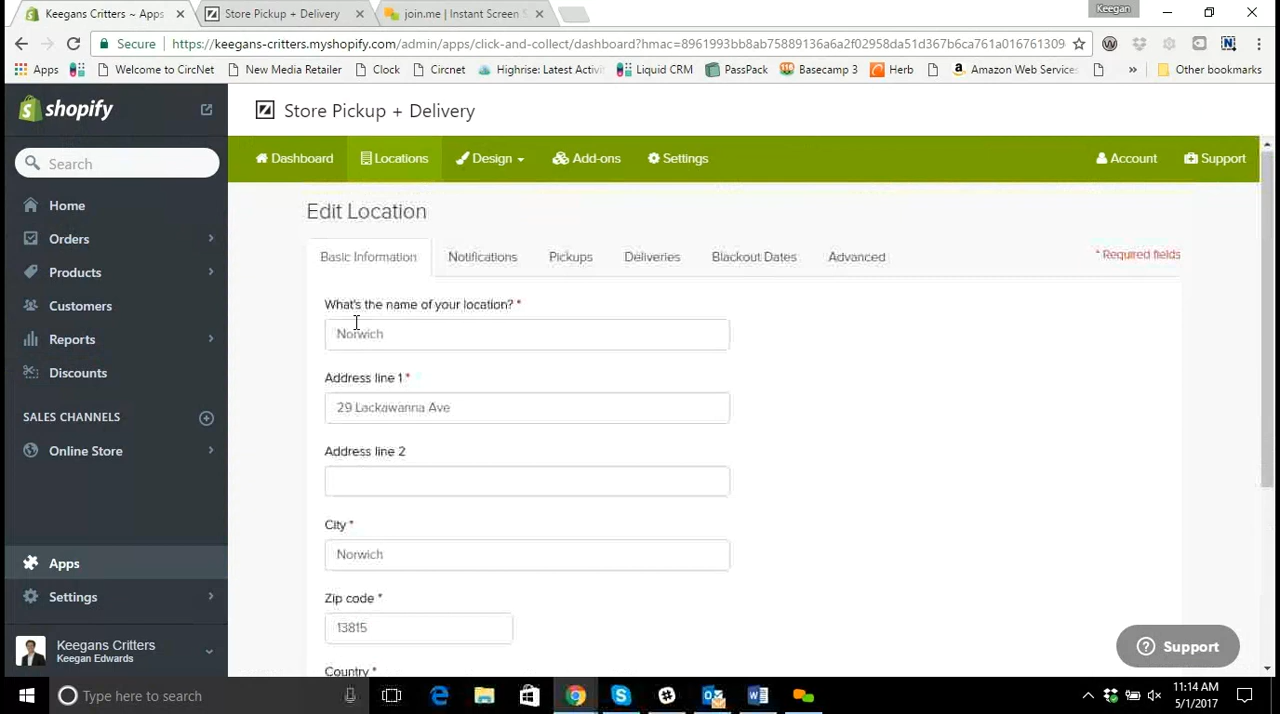 Keegans Critters ~ Apps
Store Pickup + Delivery
join.me | Instant Screen S
Keegan
Secure
https://keegans-critters.myshopify.com/admin/apps/click-and-collect/dashboard?hmac=8961993bb8ab75889136a6a2f02958da51d367b6ca761a016761309
Apps
Welcome to CircNet
New Media Retailer
Clock
Circnet
Highrise: Latest Activi
Liquid CRM
PassPack
Basecamp 3
Herb
Amazon Web Services
»
Other bookmarks
shopify
Store Pickup + Delivery
Search
Dashboard
Locations
Design
Add-ons
Settings
Account
Support
Home
Orders
Products
Customers
Reports
Discounts
SALES CHANNELS
Online Store
Apps
Settings
Keegans Critters
Keegan Edwards
Edit Location
Basic Information
Notifications
Pickups
Deliveries
Blackout Dates
Advanced
* Required fields
What's the name of your location? *
Norwich
Address line 1 *
29 Lackawanna Ave
Address line 2
City *
Norwich
Zip code *
13815
Country *
Support
Type here to search
11:14 AM
5/1/2017